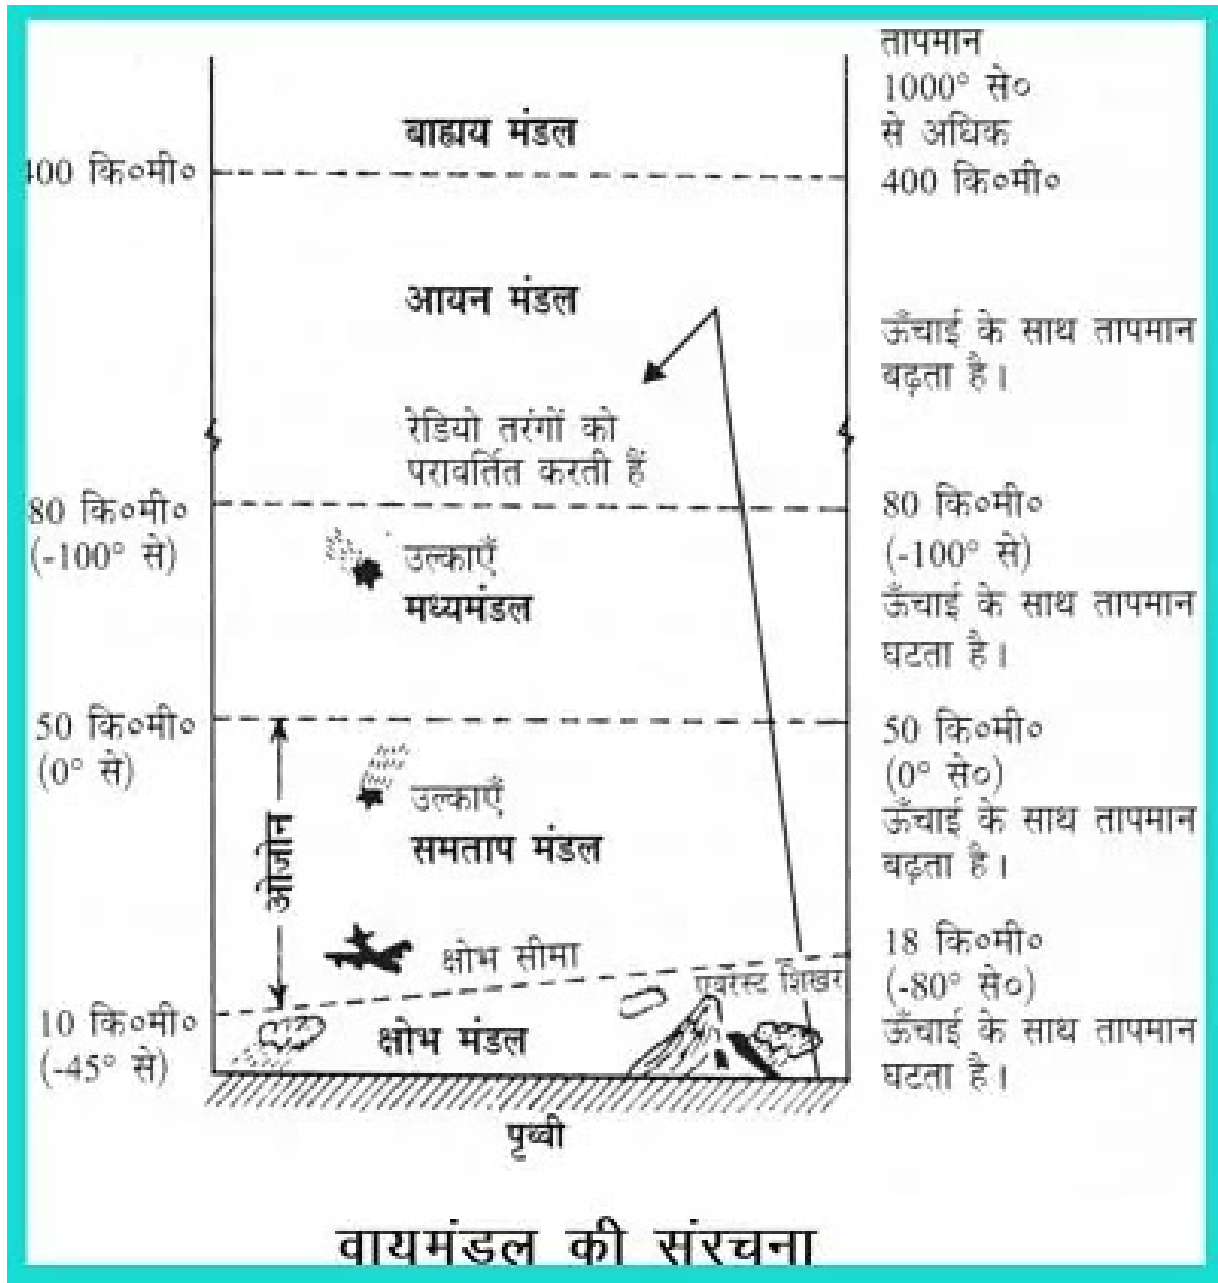 तापमान
1000° से०
से अधिक
बाह्यय मंडल
400 कि०मी०
400 कि०मी०
आयन मंडल
ऊँचाई के साथ तापमान
बढ़ता है।
रेडियो तरंगों को
परावर्तित करती हैं
80 कि०मी०
(-100° से)
80 कि०मी०
(-100° से)
उल्काएँ
मध्यमंडल
ऊँचाई के साथ तापमान
घटता है।
50 कि०मी०
(0° से)
50 कि०मी०
(0° से०)
उल्काएँ
समताप मंडल
ओजोन
ऊँचाई के साथ तापमान
बढ़ता है।
क्षोभ सीमा
18 कि०मी०
(-80° से०)
एवरेस्ट शिखर
10 कि०मी०
(-45° से)
क्षोभ मंडल
ऊँचाई के साथ तापमान
घटता है।
पृथ्वी
वायमंडल की संरचना